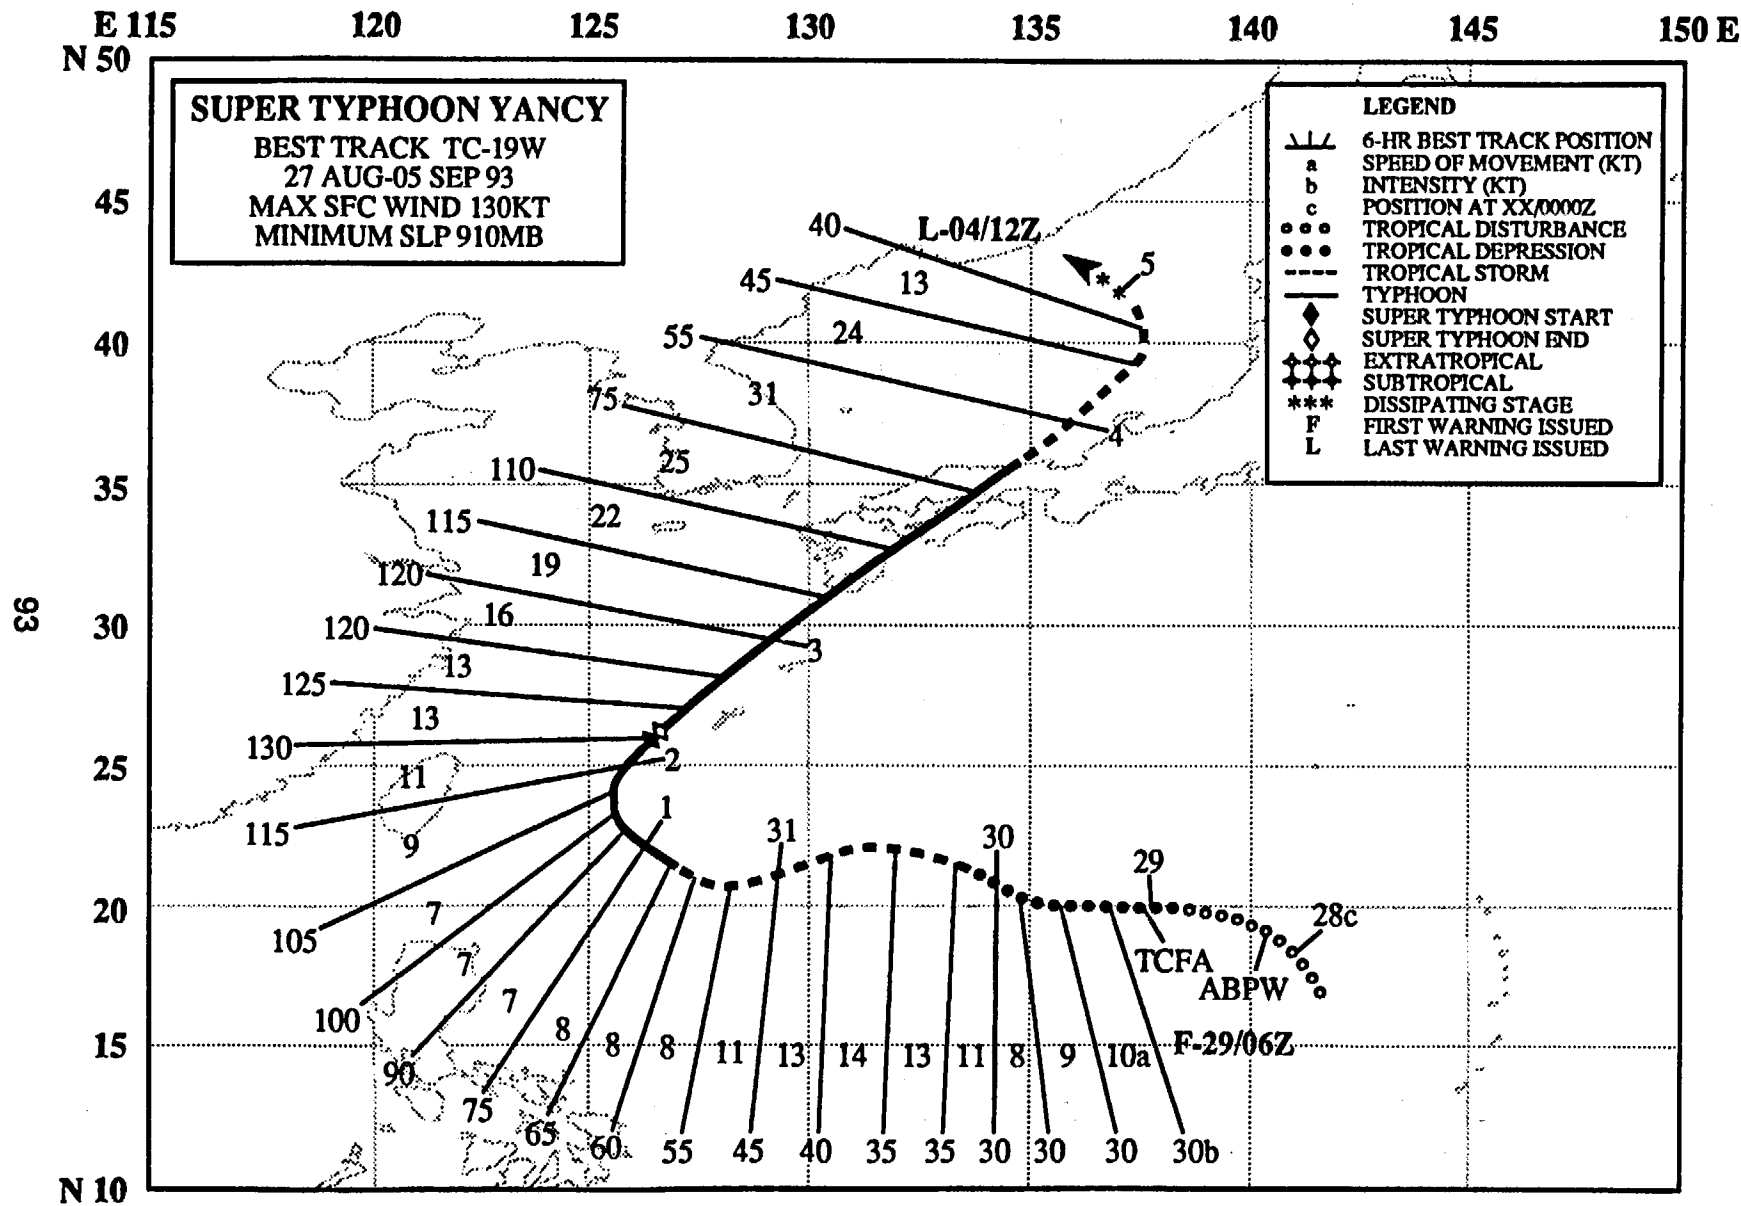 E 115 120 125 130 135 140 145 150 E
N 50
45
40
35
30
25
20
15
N 10
93
SUPER TYPHOON YANCY
BEST TRACK TC-19W
27 AUG-05 SEP 93
MAX SFC WIND 130KT
MINIMUM SLP 910MB
LEGEND
6-HR BEST TRACK POSITION
a SPEED OF MOVEMENT (KT)
b INTENSITY (KT)
c POSITION AT XX/0000Z
TROPICAL DISTURBANCE
TROPICAL DEPRESSION
TROPICAL STORM
TYPHOON
SUPER TYPHOON START
SUPER TYPHOON END
EXTRATROPICAL
SUBTROPICAL
*** DISSIPATING STAGE
F FIRST WARNING ISSUED
L LAST WARNING ISSUED
40 L-04/12Z
5
45 13
55 24
75 31
4
110 25
115 22
120 19
120 16
3
125 13
130 13
2
115 11
1
9
31 30 29
28c
105 7
TCFA
ABPW
100 7
7
90
8 8 8 11 13 14 13 11 8 9 10a F-29/06Z
75
65 60 55 45 40 35 35 30 30 30 30b